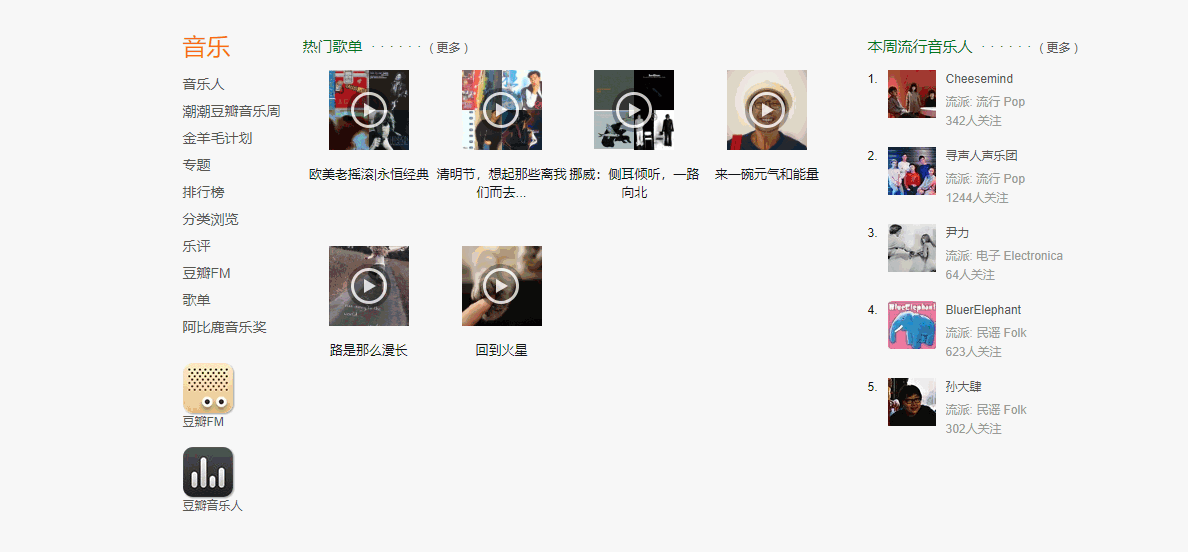 音乐
音乐人
潮潮豆瓣音乐周
金羊毛计划
专题
排行榜
分类浏览
乐评
豆瓣FM
歌单
阿比鹿音乐奖
豆瓣FM
豆瓣音乐人
热门歌单 · · · · · · ( 更多 )
欧美老摇滚|永恒经典
清明节，想起那些离我
们而去...
挪威：侧耳倾听，一路
向北
来一碗元气和能量
路是那么漫长
回到火星
本周流行音乐人 · · · · · · ( 更多 )
1. Cheesemind
流派: 流行 Pop
342人关注
2. 寻声人声乐团
流派: 流行 Pop
1244人关注
3. 尹力
流派: 电子 Electronica
64人关注
4. BluerElephant
流派: 民谣 Folk
623人关注
BluerElephant
5. 孙大肆
流派: 民谣 Folk
302人关注